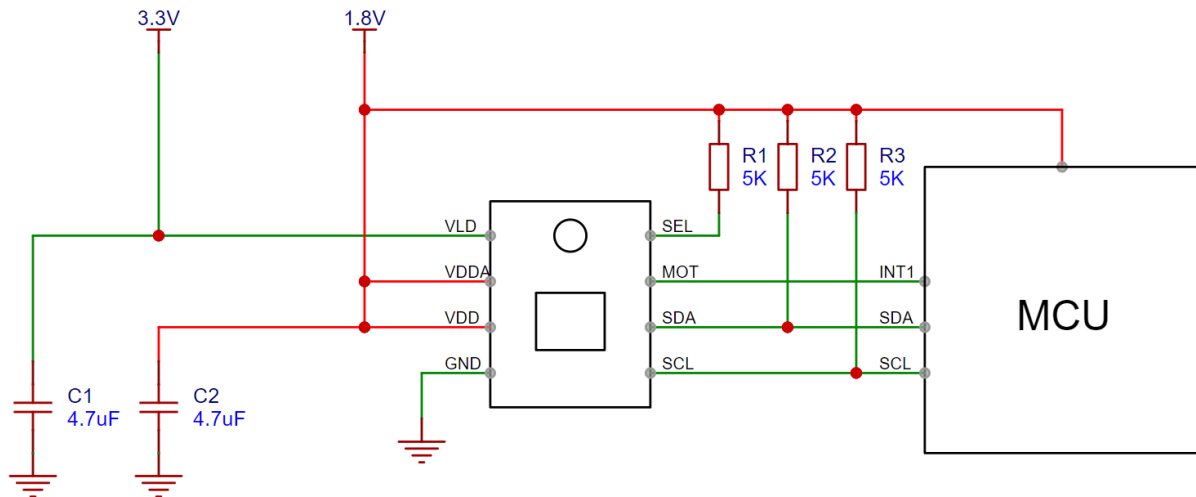 3.3V
1.8V
R1
5K
R2
5K
R3
5K
VLD
VDDA
VDD
GND
SEL
MOT
SDA
SCL
INT1
SDA
SCL
MCU
C1
4.7uF
C2
4.7uF